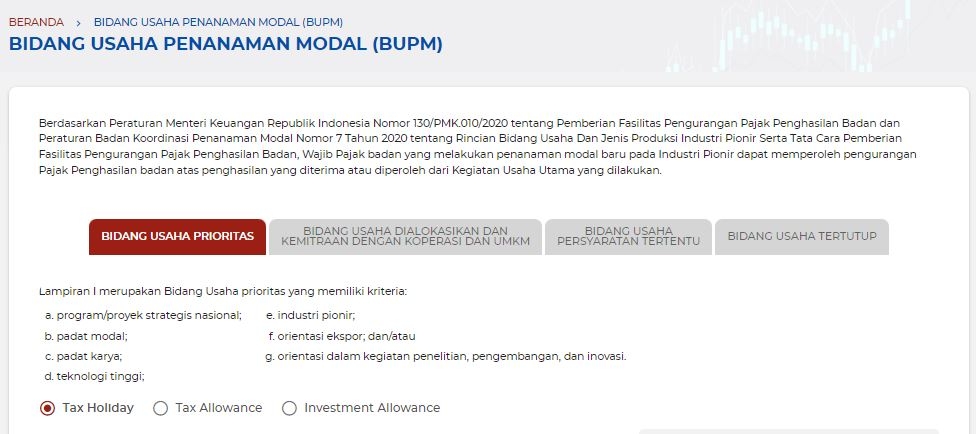 BERANDA > BIDANG USAHA PENANAMAN MODAL (BUPM)
BIDANG USAHA PENANAMAN MODAL (BUPM)
Berdasarkan Peraturan Menteri Keuangan Republik Indonesia Nomor 130/PMK.010/2020 tentang Pemberian Fasilitas Pengurangan Pajak Penghasilan Badan dan
Peraturan Badan Koordinasi Penanaman Modal Nomor 7 Tahun 2020 tentang Rincian Bidang Usaha Dan Jenis Produksi Industri Pionir Serta Tata Cara Pemberian
Fasilitas Pengurangan Pajak Penghasilan Badan, Wajib Pajak badan yang melakukan penanaman modal baru pada Industri Pionir dapat memperoleh pengurangan
Pajak Penghasilan badan atas penghasilan yang diterima atau diperoleh dari Kegiatan Usaha Utama yang dilakukan.
BIDANG USAHA PRIORITAS
BIDANG USAHA DIALOKASIKAN DAN
KEMITRAAN DENGAN KOPERASI DAN UMKM
BIDANG USAHA
PERSYARATAN TERTENTU
BIDANG USAHA TERTUTUP
Lampiran I merupakan Bidang Usaha prioritas yang memiliki kriteria:
a. program/proyek strategis nasional;
b. padat modal;
c. padat karya;
d. teknologi tinggi;
e. industri pionir;
f. orientasi ekspor; dan/atau
g. orientasi dalam kegiatan penelitian, pengembangan, dan inovasi.
Tax Holiday Tax Allowance Investment Allowance